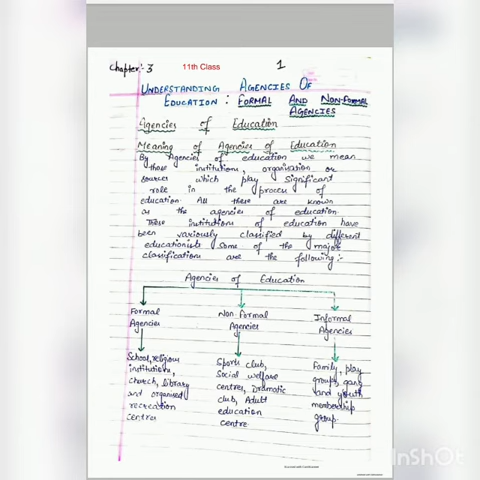 Chapter:- 3
11th Class
1
UNDERSTANDING AGENCIES OF
EDUCATION : FORMAL AND NON-FORMAL
AGENCIES
Agencies of Education
Meaning of Agencies of Education
By Agencies of education we mean
those institutions, organisation or
sources which play significant
role in the process of
education. All these are known
as the agencies of education.
These institutions of education have
been variously classified by different
educationists some of the major
classifications are the following :-
Agencies of Education
Formal
Agencies
Non-Formal
Agencies
Informal
Agencies
School, religious
institutions,
church, library
and organised
recreation
centres
Sports club,
Social welfare
centres, Dramatic
club, Adult
education
centre
Family, play
groups, gang
and youth
membership
group.
InShOt